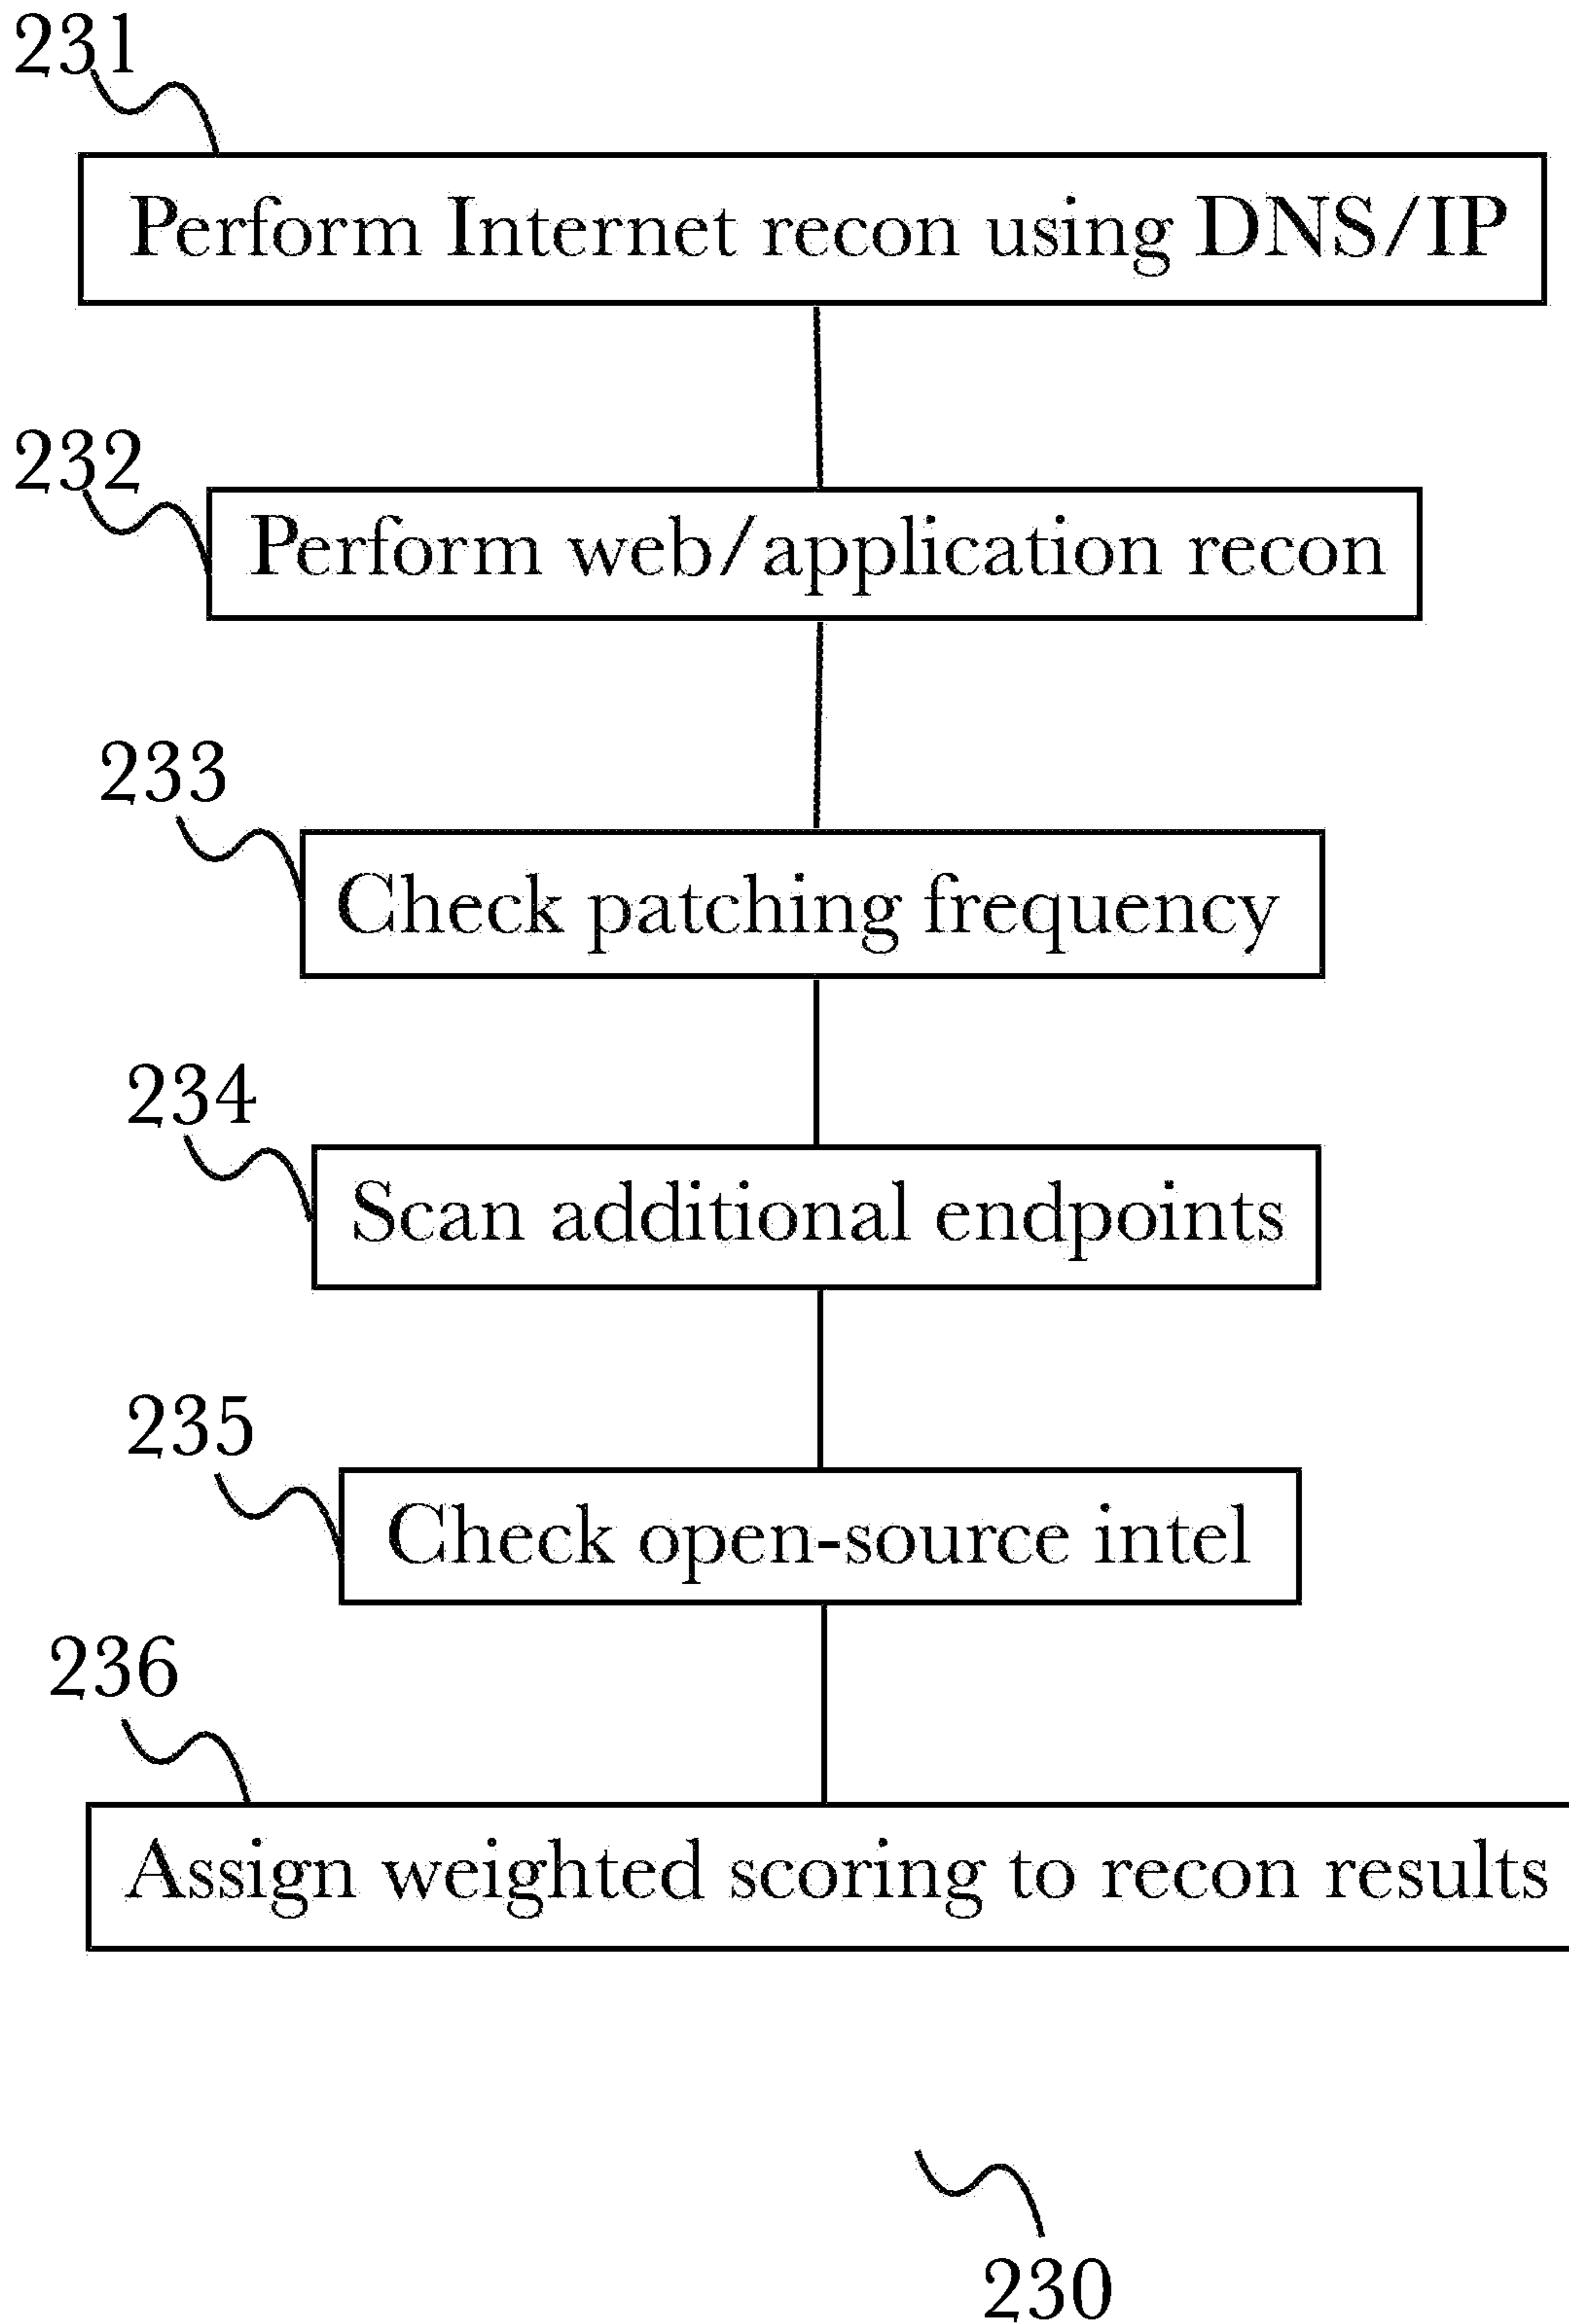 231
Perform Internet recon using DNS/IP
232
Perform web/application recon
233
Check patching frequency
234
Scan additional endpoints
235
Check open-source intel
236
Assign weighted scoring to recon results
230